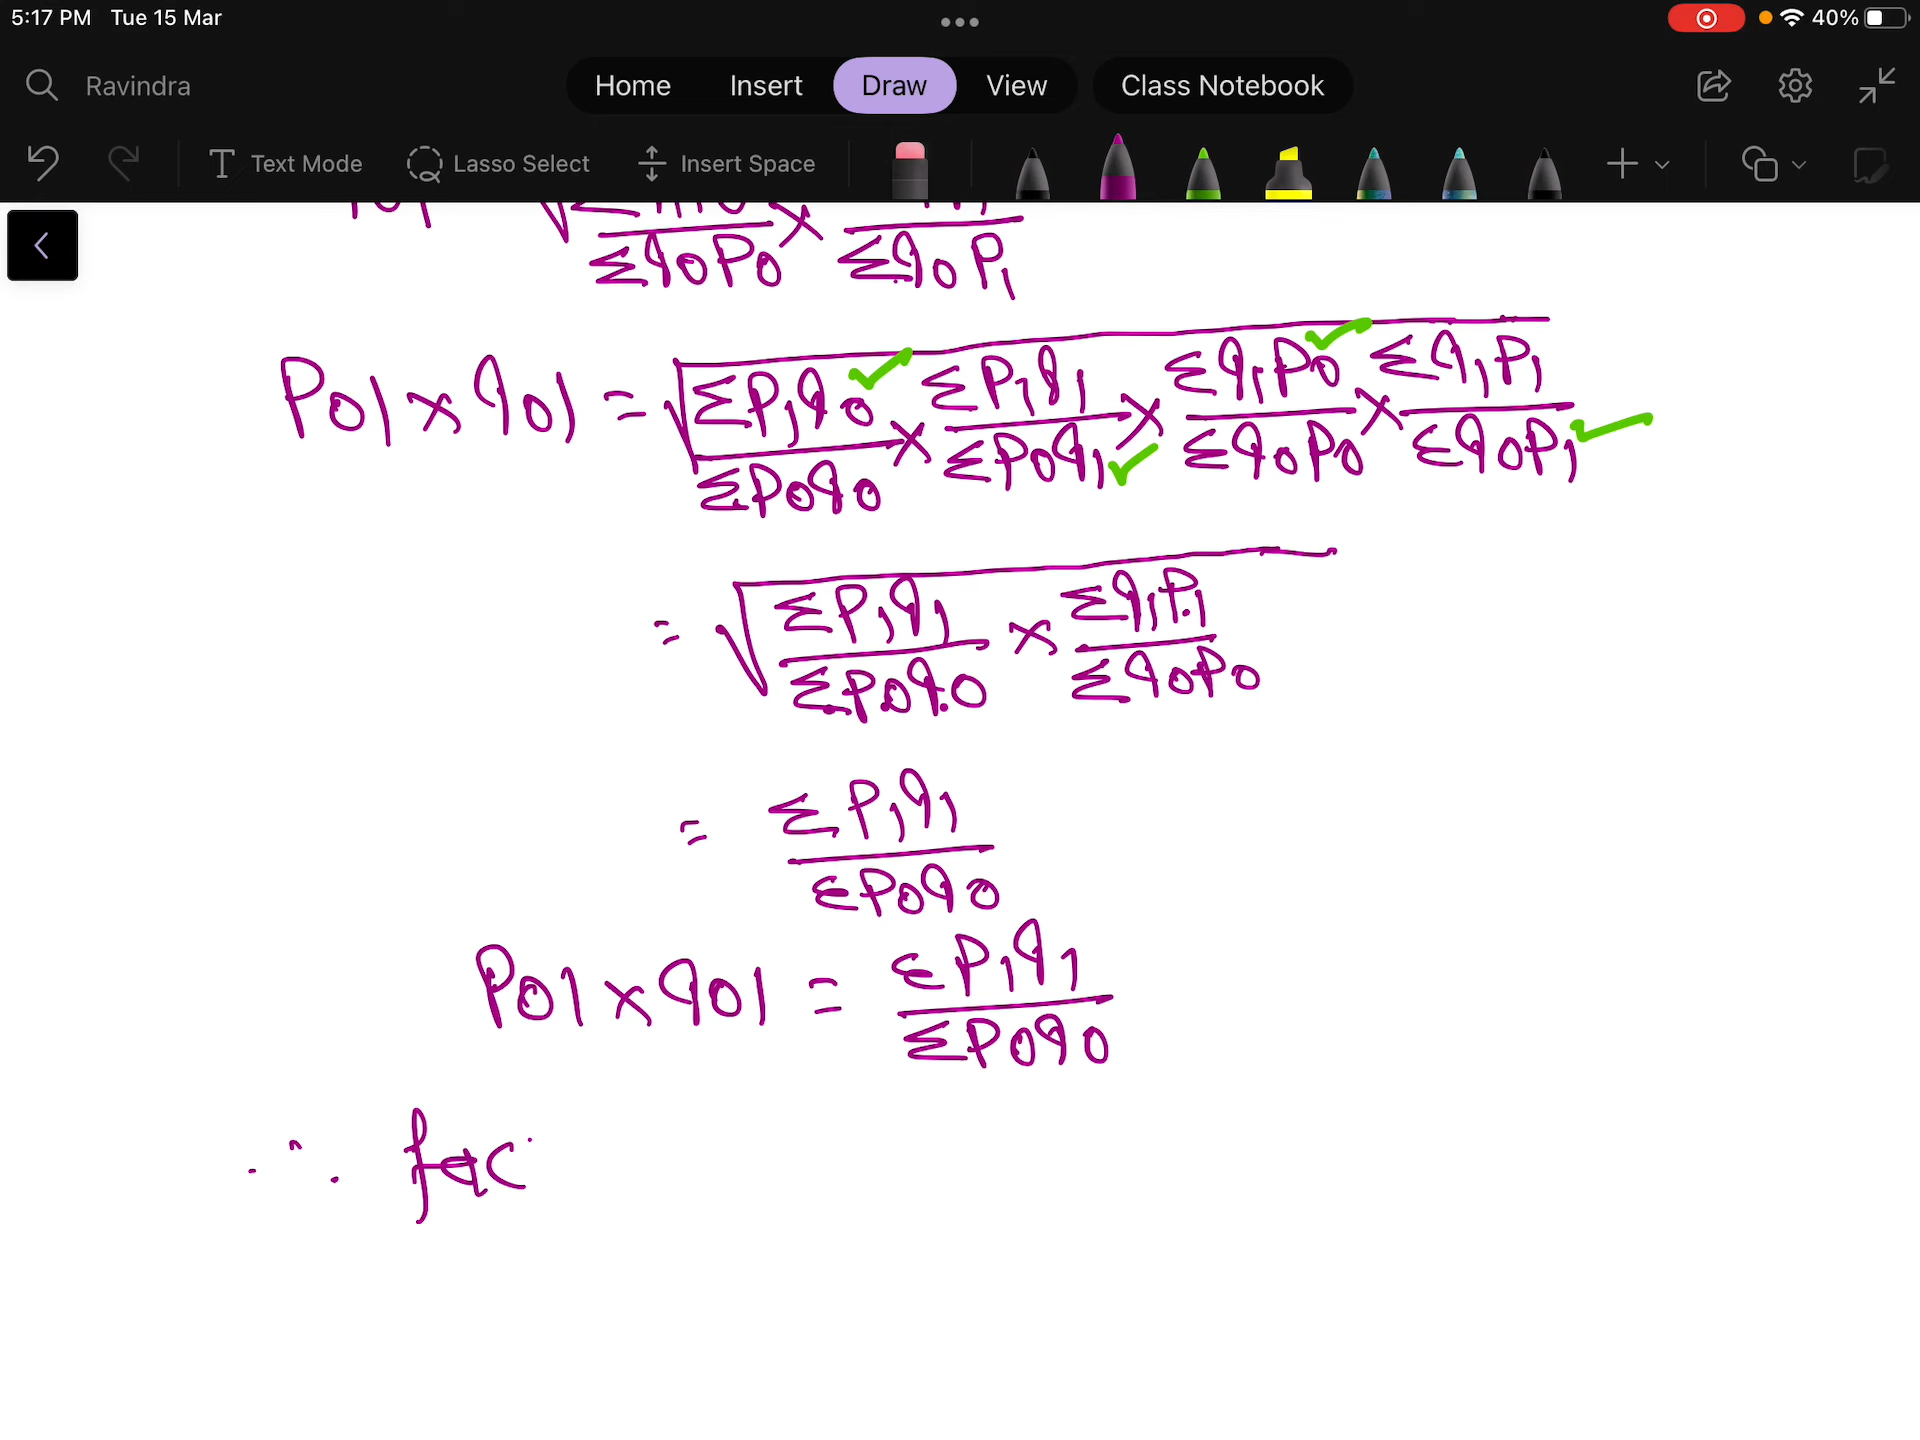 5:17 PM Tue 15 Mar
40%
Ravindra
Home Insert Draw View Class Notebook
Text Mode Lasso Select Insert Space
Σq0P0 × Σq0P1
P01 × q01 = √ ΣP1q0 / ΣP0q0 × ΣP1q1 / ΣP0q1 × Σq1P0 / Σq0P0 × Σq1P1 / Σq0P1
= √ ΣP1q1 / ΣP0q0 × Σq1P1 / Σq0P0
= ΣP1q1 / ΣP0q0
P01 × q01 = ΣP1q1 / ΣP0q0
∴ fac